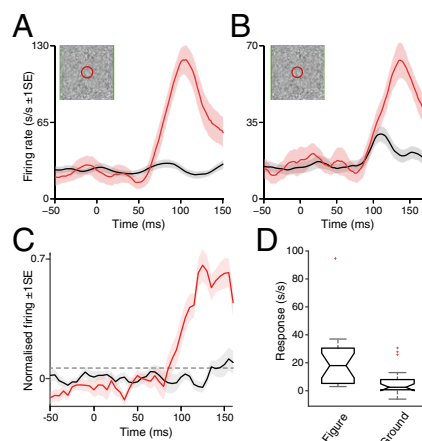 A
B
130
65
0
Firing rate (s/s ±1SE)
-50 0 50 100 150
Time (ms)
70
35
0
-50 0 50 100 150
Time (ms)
C
D
0.7
0
Normalised firing ±1SE
-50 0 50 100 150
Time (ms)
100
80
60
40
20
0
Response (s/s)
Figure
Ground